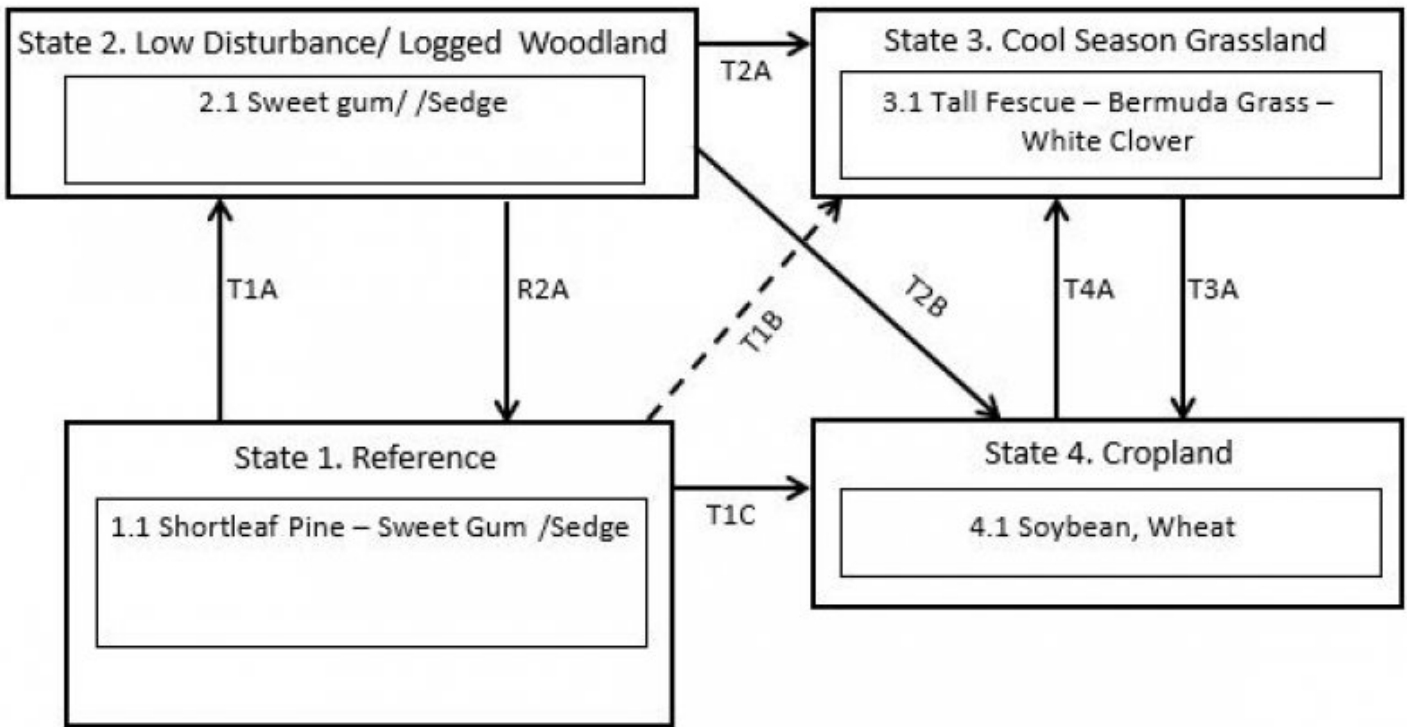 State 2. Low Disturbance/ Logged Woodland
2.1 Sweet gum/ /Sedge
T2A
State 3. Cool Season Grassland
3.1 Tall Fescue – Bermuda Grass –
White Clover
T1A
R2A
T1B
T2B
T4A
T3A
State 1. Reference
1.1 Shortleaf Pine – Sweet Gum /Sedge
T1C
State 4. Cropland
4.1 Soybean, Wheat